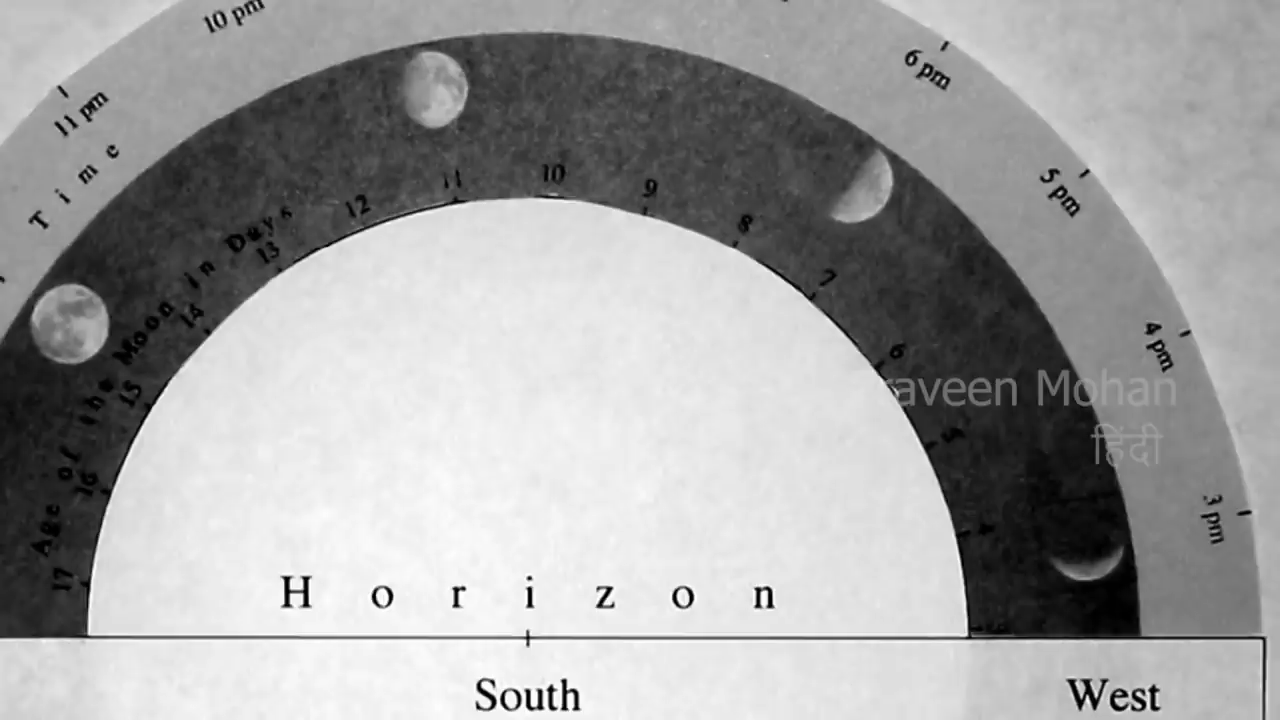 10 pm
11 pm
Time
6 pm
5 pm
4 pm
3 pm
Age of the Moon in Days
17
16
15
14
13
12
11
10
9
8
7
6
5
4
raveen Mohan
हिंदी
Horizon
South
West